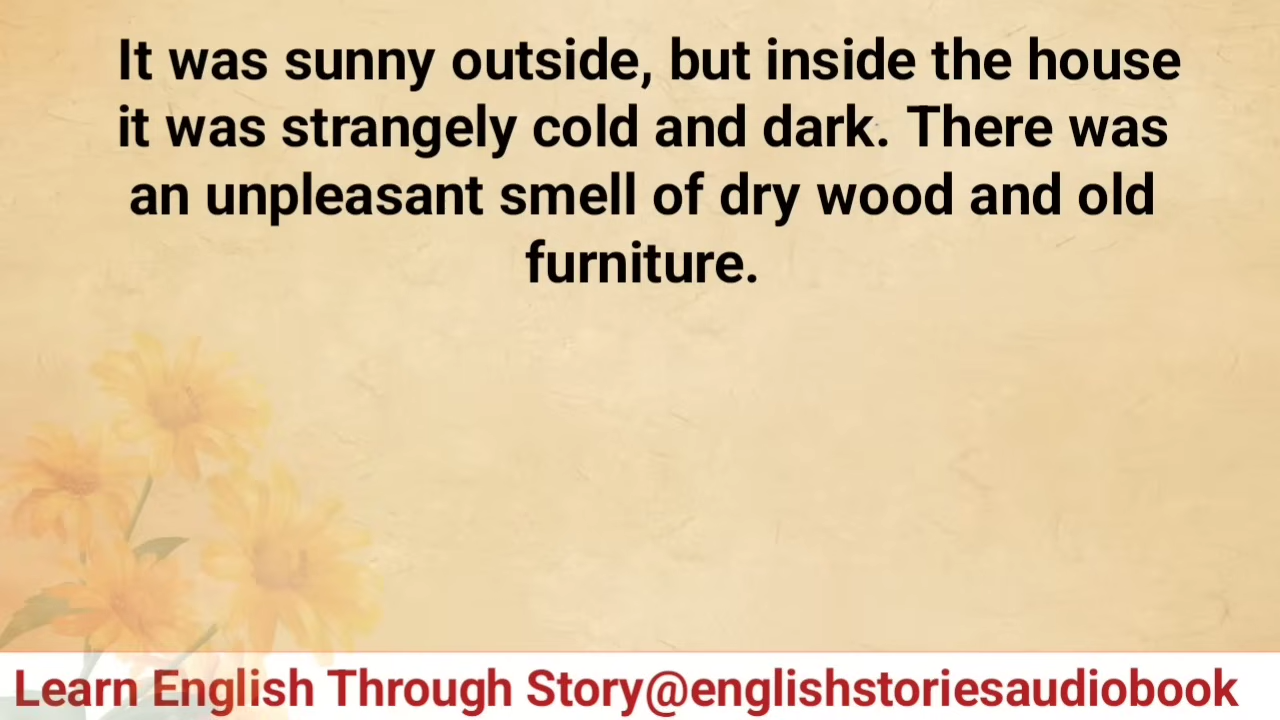 It was sunny outside, but inside the house
it was strangely cold and dark. There was
an unpleasant smell of dry wood and old
furniture.
Learn English Through Story@englishstoriesaudiobook